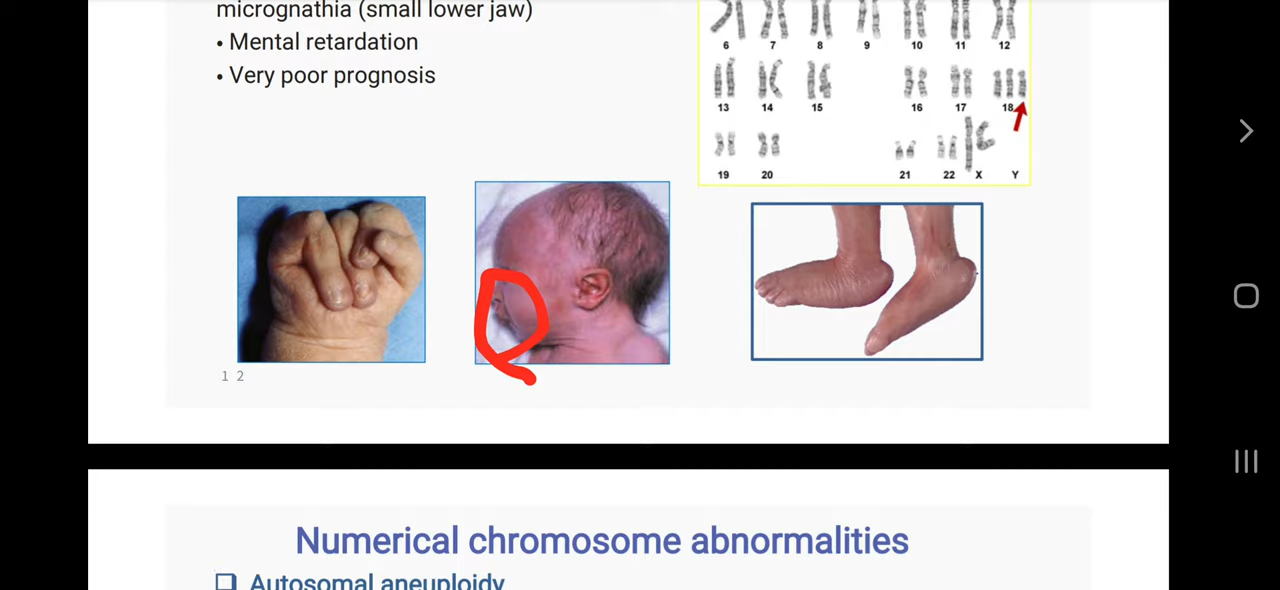 micrognathia (small lower jaw)
• Mental retardation
• Very poor prognosis
6 7 8 9 10 11 12
13 14 15 16 17 18
19 20 21 22 X Y
1 2
Numerical chromosome abnormalities
❑ Autosomal aneuploidy